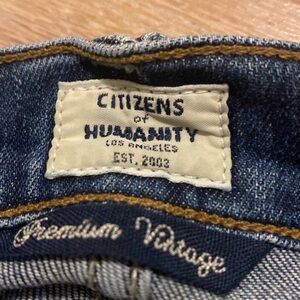 CITIZENS
OF
HUMANITY
LOS ANGELES
EST. 2003
Premium Vintage